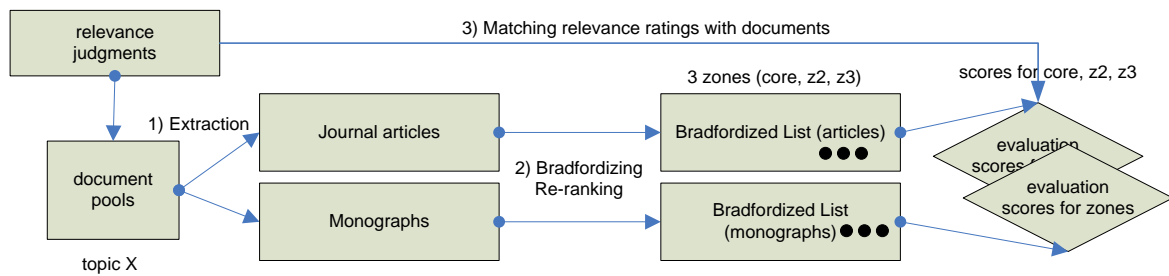 relevance
judgments
3) Matching relevance ratings with documents
3 zones (core, z2, z3)
scores for core, z2, z3
1) Extraction
Journal articles
Bradfordized List (articles)
evaluation
scores f
document
pools
2) Bradfordizing
Re-ranking
Monographs
Bradfordized List
(monographs)
evaluation
scores for zones
topic X